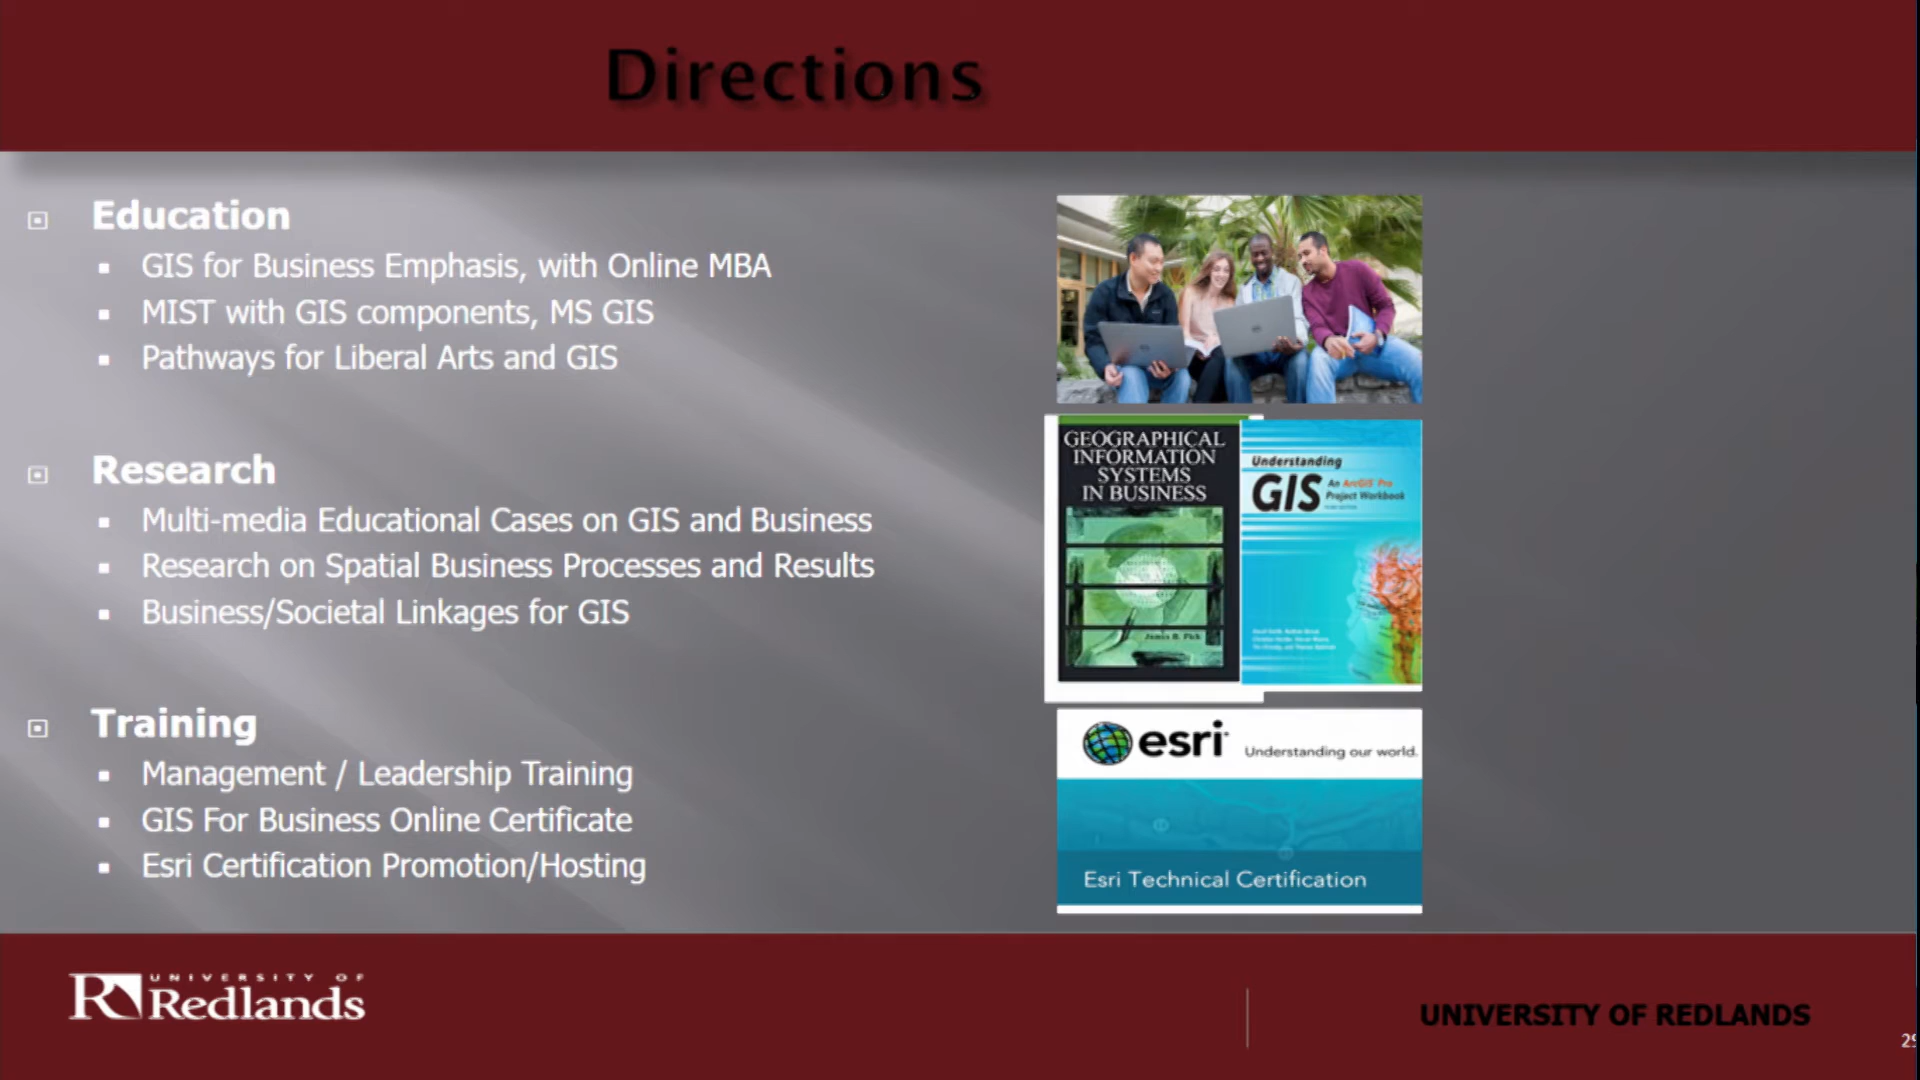 Directions
Education
GIS for Business Emphasis, with Online MBA
MIST with GIS components, MS GIS
Pathways for Liberal Arts and GIS
Research
Multi-media Educational Cases on GIS and Business
Research on Spatial Business Processes and Results
Business/Societal Linkages for GIS
Training
Management / Leadership Training
GIS For Business Online Certificate
Esri Certification Promotion/Hosting
GEOGRAPHICAL
INFORMATION
SYSTEMS
IN BUSINESS
James B. Pick
Understanding
GIS An ArcGIS Pro
Project Workbook
esri Understanding our world.
Esri Technical Certification
UNIVERSITY OF
Redlands
UNIVERSITY OF REDLANDS